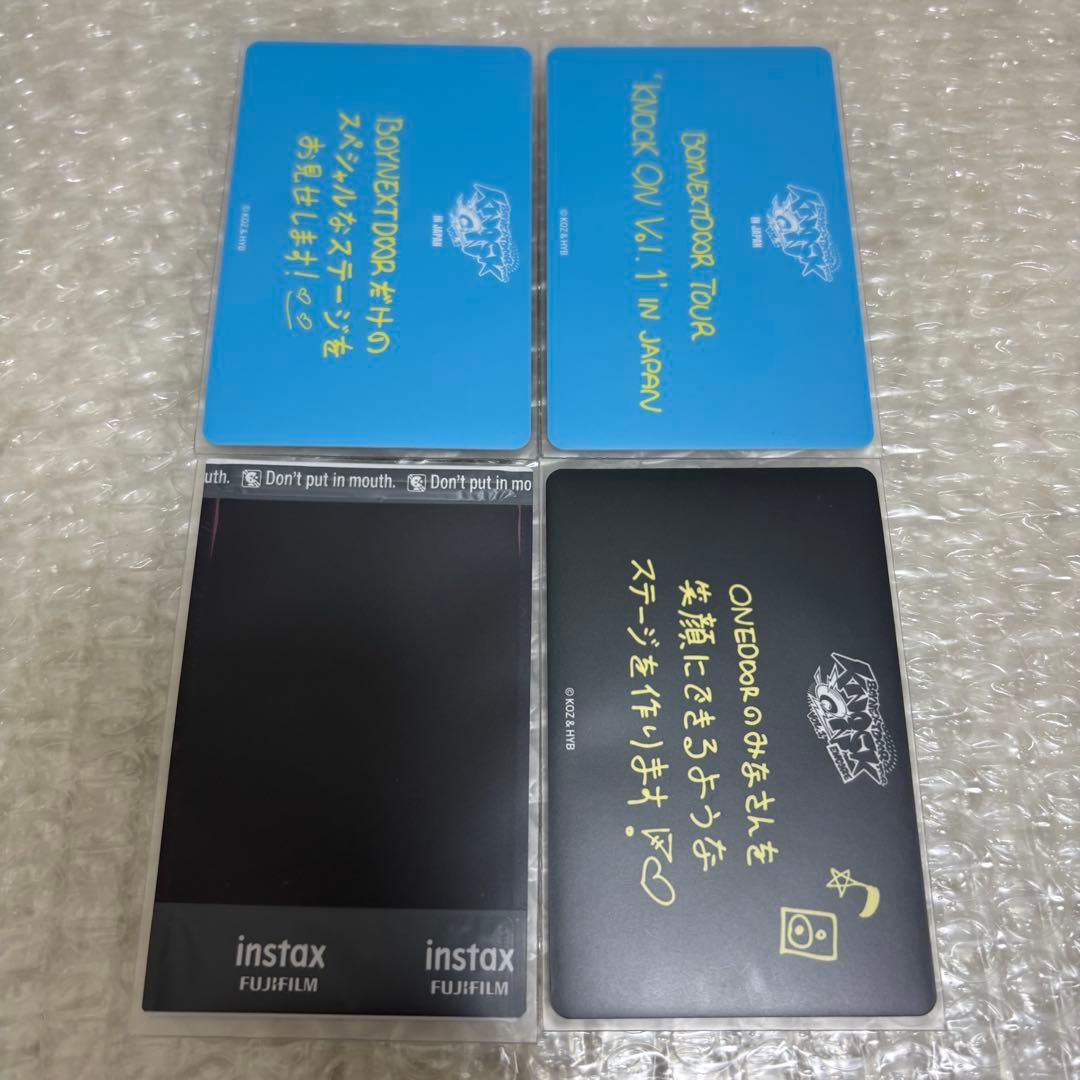 BOYNEXTDOORだけの
スペシャルなステージを
お見せします!
IN JAPAN
© KOZ & HYB
BOYNEXTDOOR TOUR
'KNOCK ON Vol.1' IN JAPAN
IN JAPAN
© KOZ & HYB
uth. Don't put in mouth. Don't put in mo
instax instax
FUJIFILM FUJIFILM
ONEDOORのみなさんを
笑顔にできるような
ステージを作ります!
© KOZ & HYB